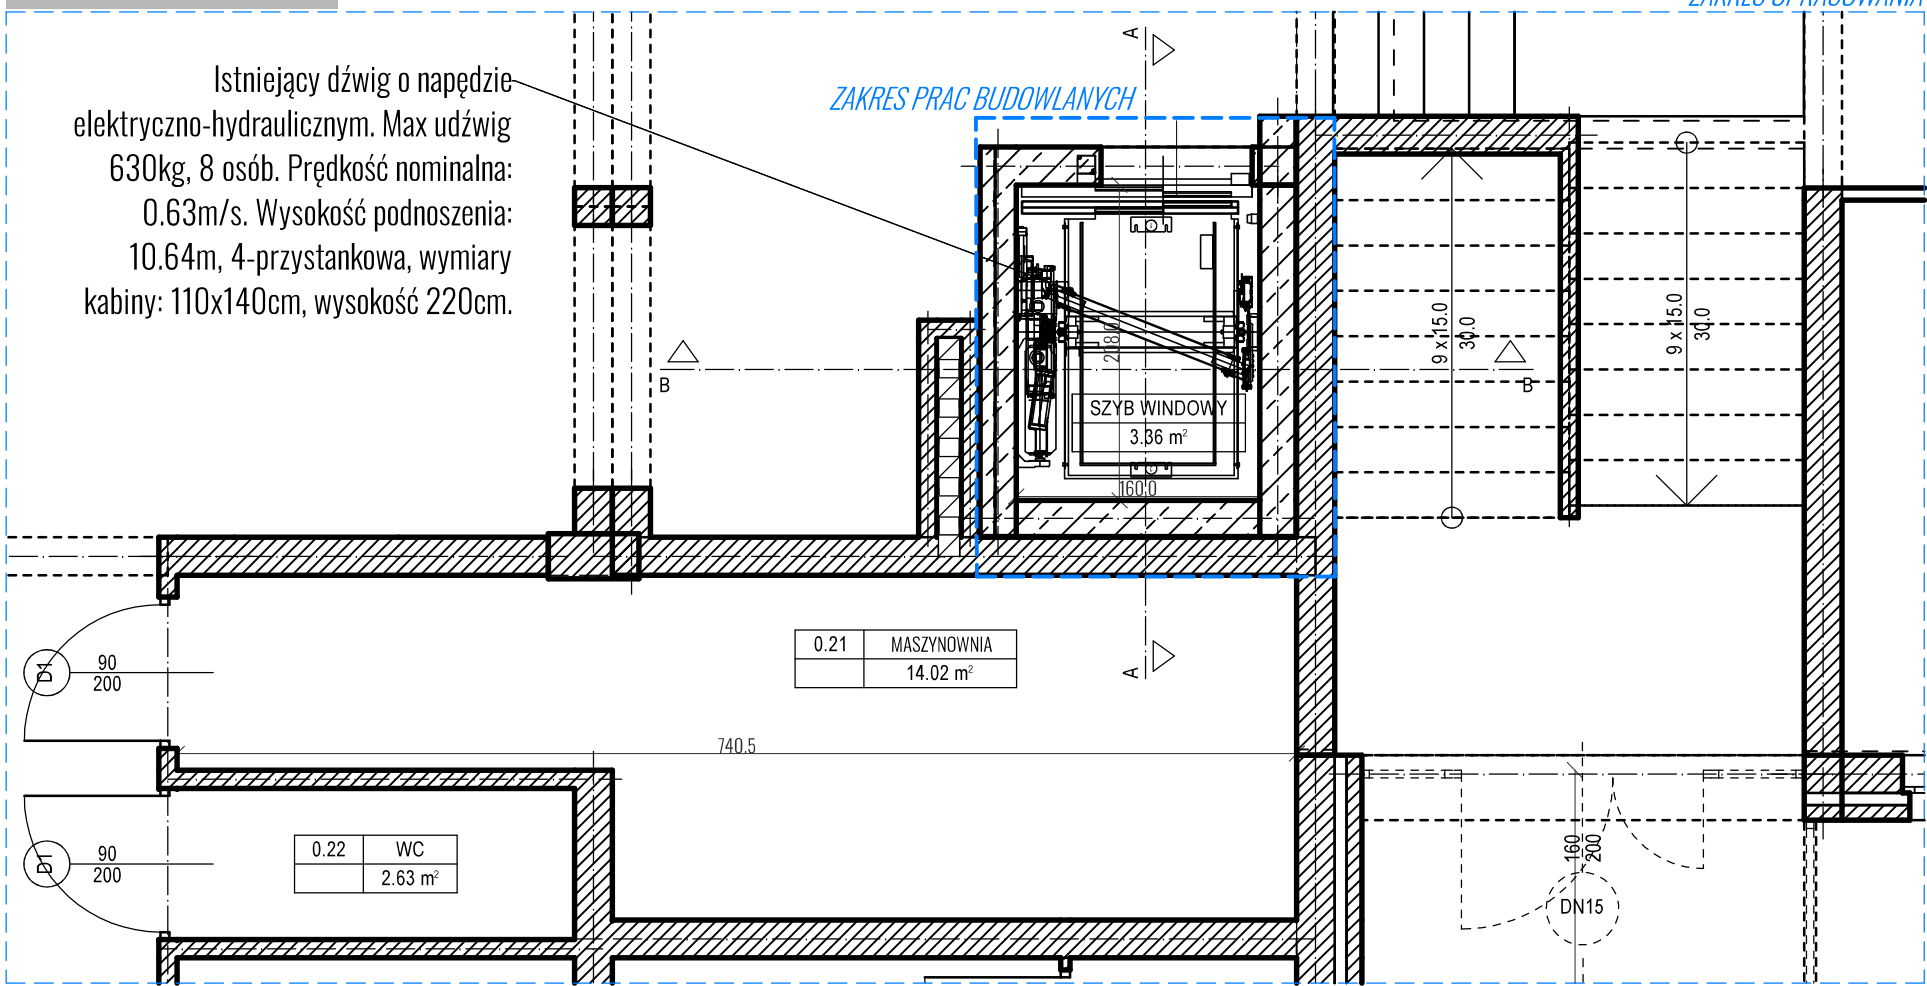 ZAKRES OPRACOWANIA
Istniejący dźwig o napędzie
elektryczno-hydraulicznym. Max udźwig
630kg, 8 osób. Prędkość nominalna:
0.63m/s. Wysokość podnoszenia:
10.64m, 4-przystankowa, wymiary
kabiny: 110x140cm, wysokość 220cm.
ZAKRES PRAC BUDOWLANYCH
A
B
B
208.0
SZYB WINDOWY
3.36 m²
160.0
9 x 15.0
30.0
9 x 15.0
30.0
A
0.21 MASZYNOWNIA
14.02 m²
D1
90
200
740.5
D1
90
200
0.22 WC
2.63 m²
160
200
DN15